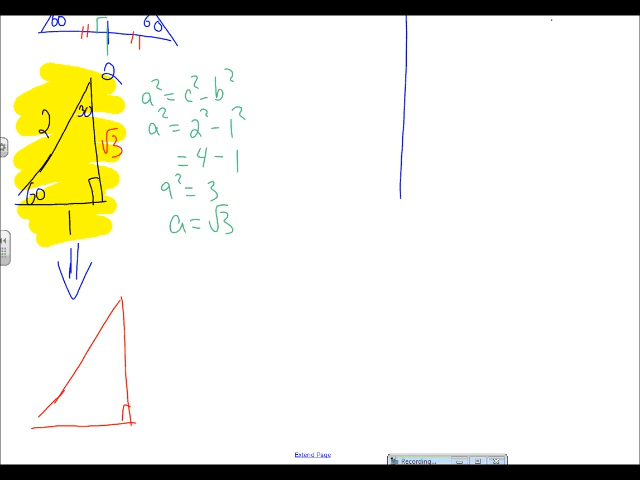 60 60
2
a² = c² - b²
30
2
√3
a² = 2² - 1²
= 4 - 1
60
a² = 3
1
a = √3
Extend Page
Recording...